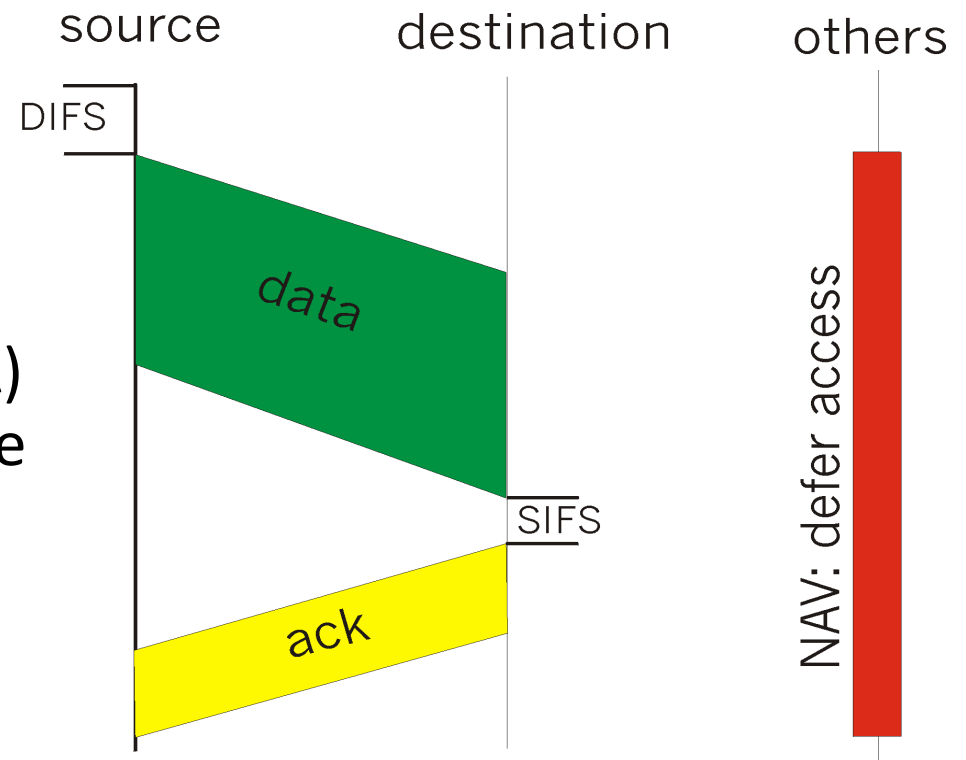 source
destination
others
DIFS
data
)
e
SIFS
ack
NAV: defer access